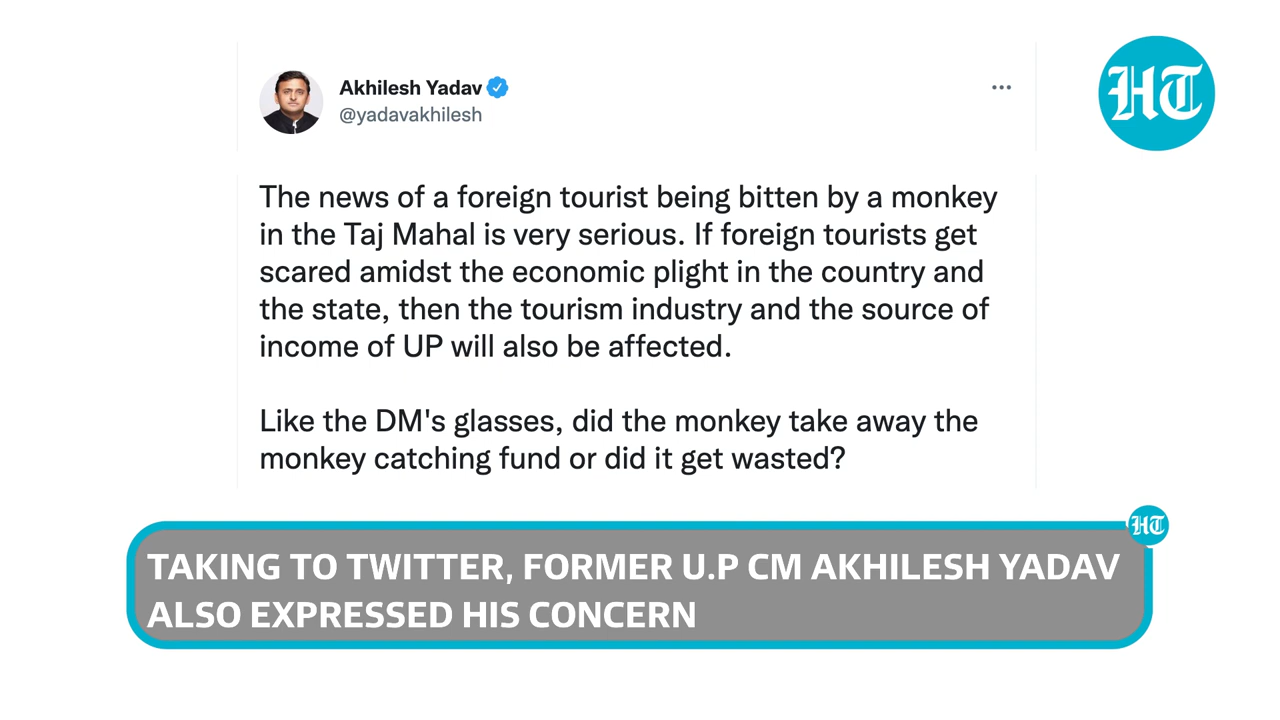 HT
Akhilesh Yadav
@yadavakhilesh
The news of a foreign tourist being bitten by a monkey
in the Taj Mahal is very serious. If foreign tourists get
scared amidst the economic plight in the country and
the state, then the tourism industry and the source of
income of UP will also be affected.
Like the DM's glasses, did the monkey take away the
monkey catching fund or did it get wasted?
HT
TAKING TO TWITTER, FORMER U.P CM AKHILESH YADAV
ALSO EXPRESSED HIS CONCERN